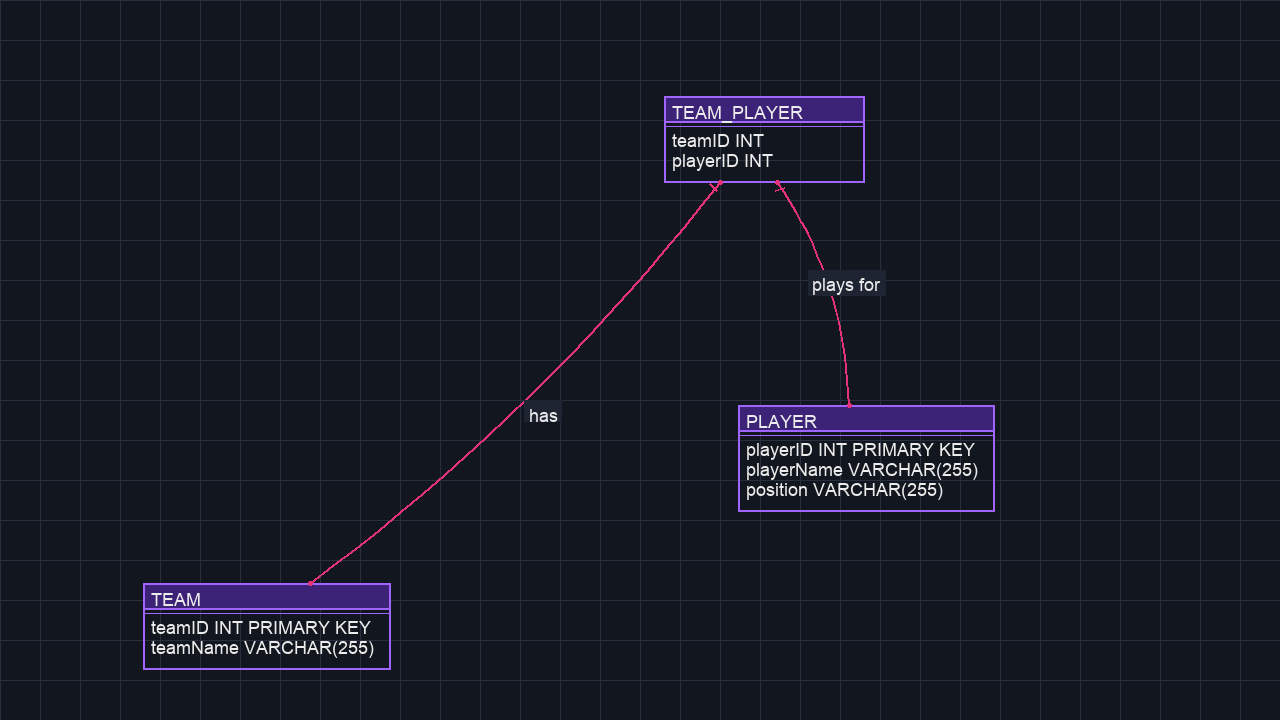 TEAM_PLAYER
teamID INT
playerID INT
plays for
has
PLAYER
playerID INT PRIMARY KEY
playerName VARCHAR(255)
position VARCHAR(255)
TEAM
teamID INT PRIMARY KEY
teamName VARCHAR(255)